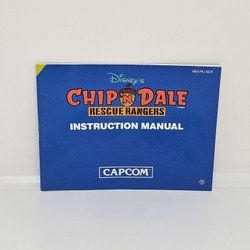 Disney's
CHIP N DALE
RESCUE RANGERS
INSTRUCTION MANUAL
CAPCOM